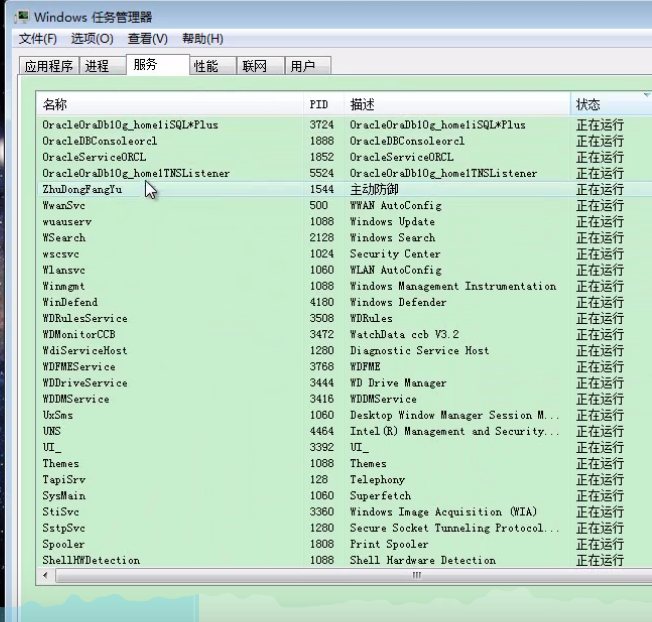 Windows 任务管理器
文件(F) 选项(O) 查看(V) 帮助(H)
应用程序 进程 服务 性能 联网 用户
名称 PID 描述 状态
OracleOraDb10g_home1iSQL*Plus 3724 OracleOraDb10g_home1iSQL*Plus 正在运行
OracleDBConsoleorcl 1888 OracleDBConsoleorcl 正在运行
OracleServiceORCL 1852 OracleServiceORCL 正在运行
OracleOraDb10g_home1TNSListener 5524 OracleOraDb10g_home1TNSListener 正在运行
ZhuDongFangYu 1544 主动防御 正在运行
WwanSvc 500 WWAN AutoConfig 正在运行
wuauserv 1088 Windows Update 正在运行
WSearch 2128 Windows Search 正在运行
wscsvc 1024 Security Center 正在运行
Wlansvc 1060 WLAN AutoConfig 正在运行
Winmgmt 1088 Windows Management Instrumentation 正在运行
WinDefend 4180 Windows Defender 正在运行
WDRulesService 3508 WDRules 正在运行
WDMonitorCCB 3472 WatchData ccb V3.2 正在运行
WdiServiceHost 1280 Diagnostic Service Host 正在运行
WDFMEService 3768 WDFME 正在运行
WDDriveService 3444 WD Drive Manager 正在运行
WDDMService 3416 WDDMService 正在运行
UxSms 1060 Desktop Window Manager Session M... 正在运行
UNS 4464 Intel(R) Management and Security... 正在运行
UI_ 3392 UI_ 正在运行
Themes 1088 Themes 正在运行
TapiSrv 128 Telephony 正在运行
SysMain 1060 Superfetch 正在运行
StiSvc 3360 Windows Image Acquisition (WIA) 正在运行
SstpSvc 1280 Secure Socket Tunneling Protocol... 正在运行
Spooler 1808 Print Spooler 正在运行
ShellHWDetection 1088 Shell Hardware Detection 正在运行